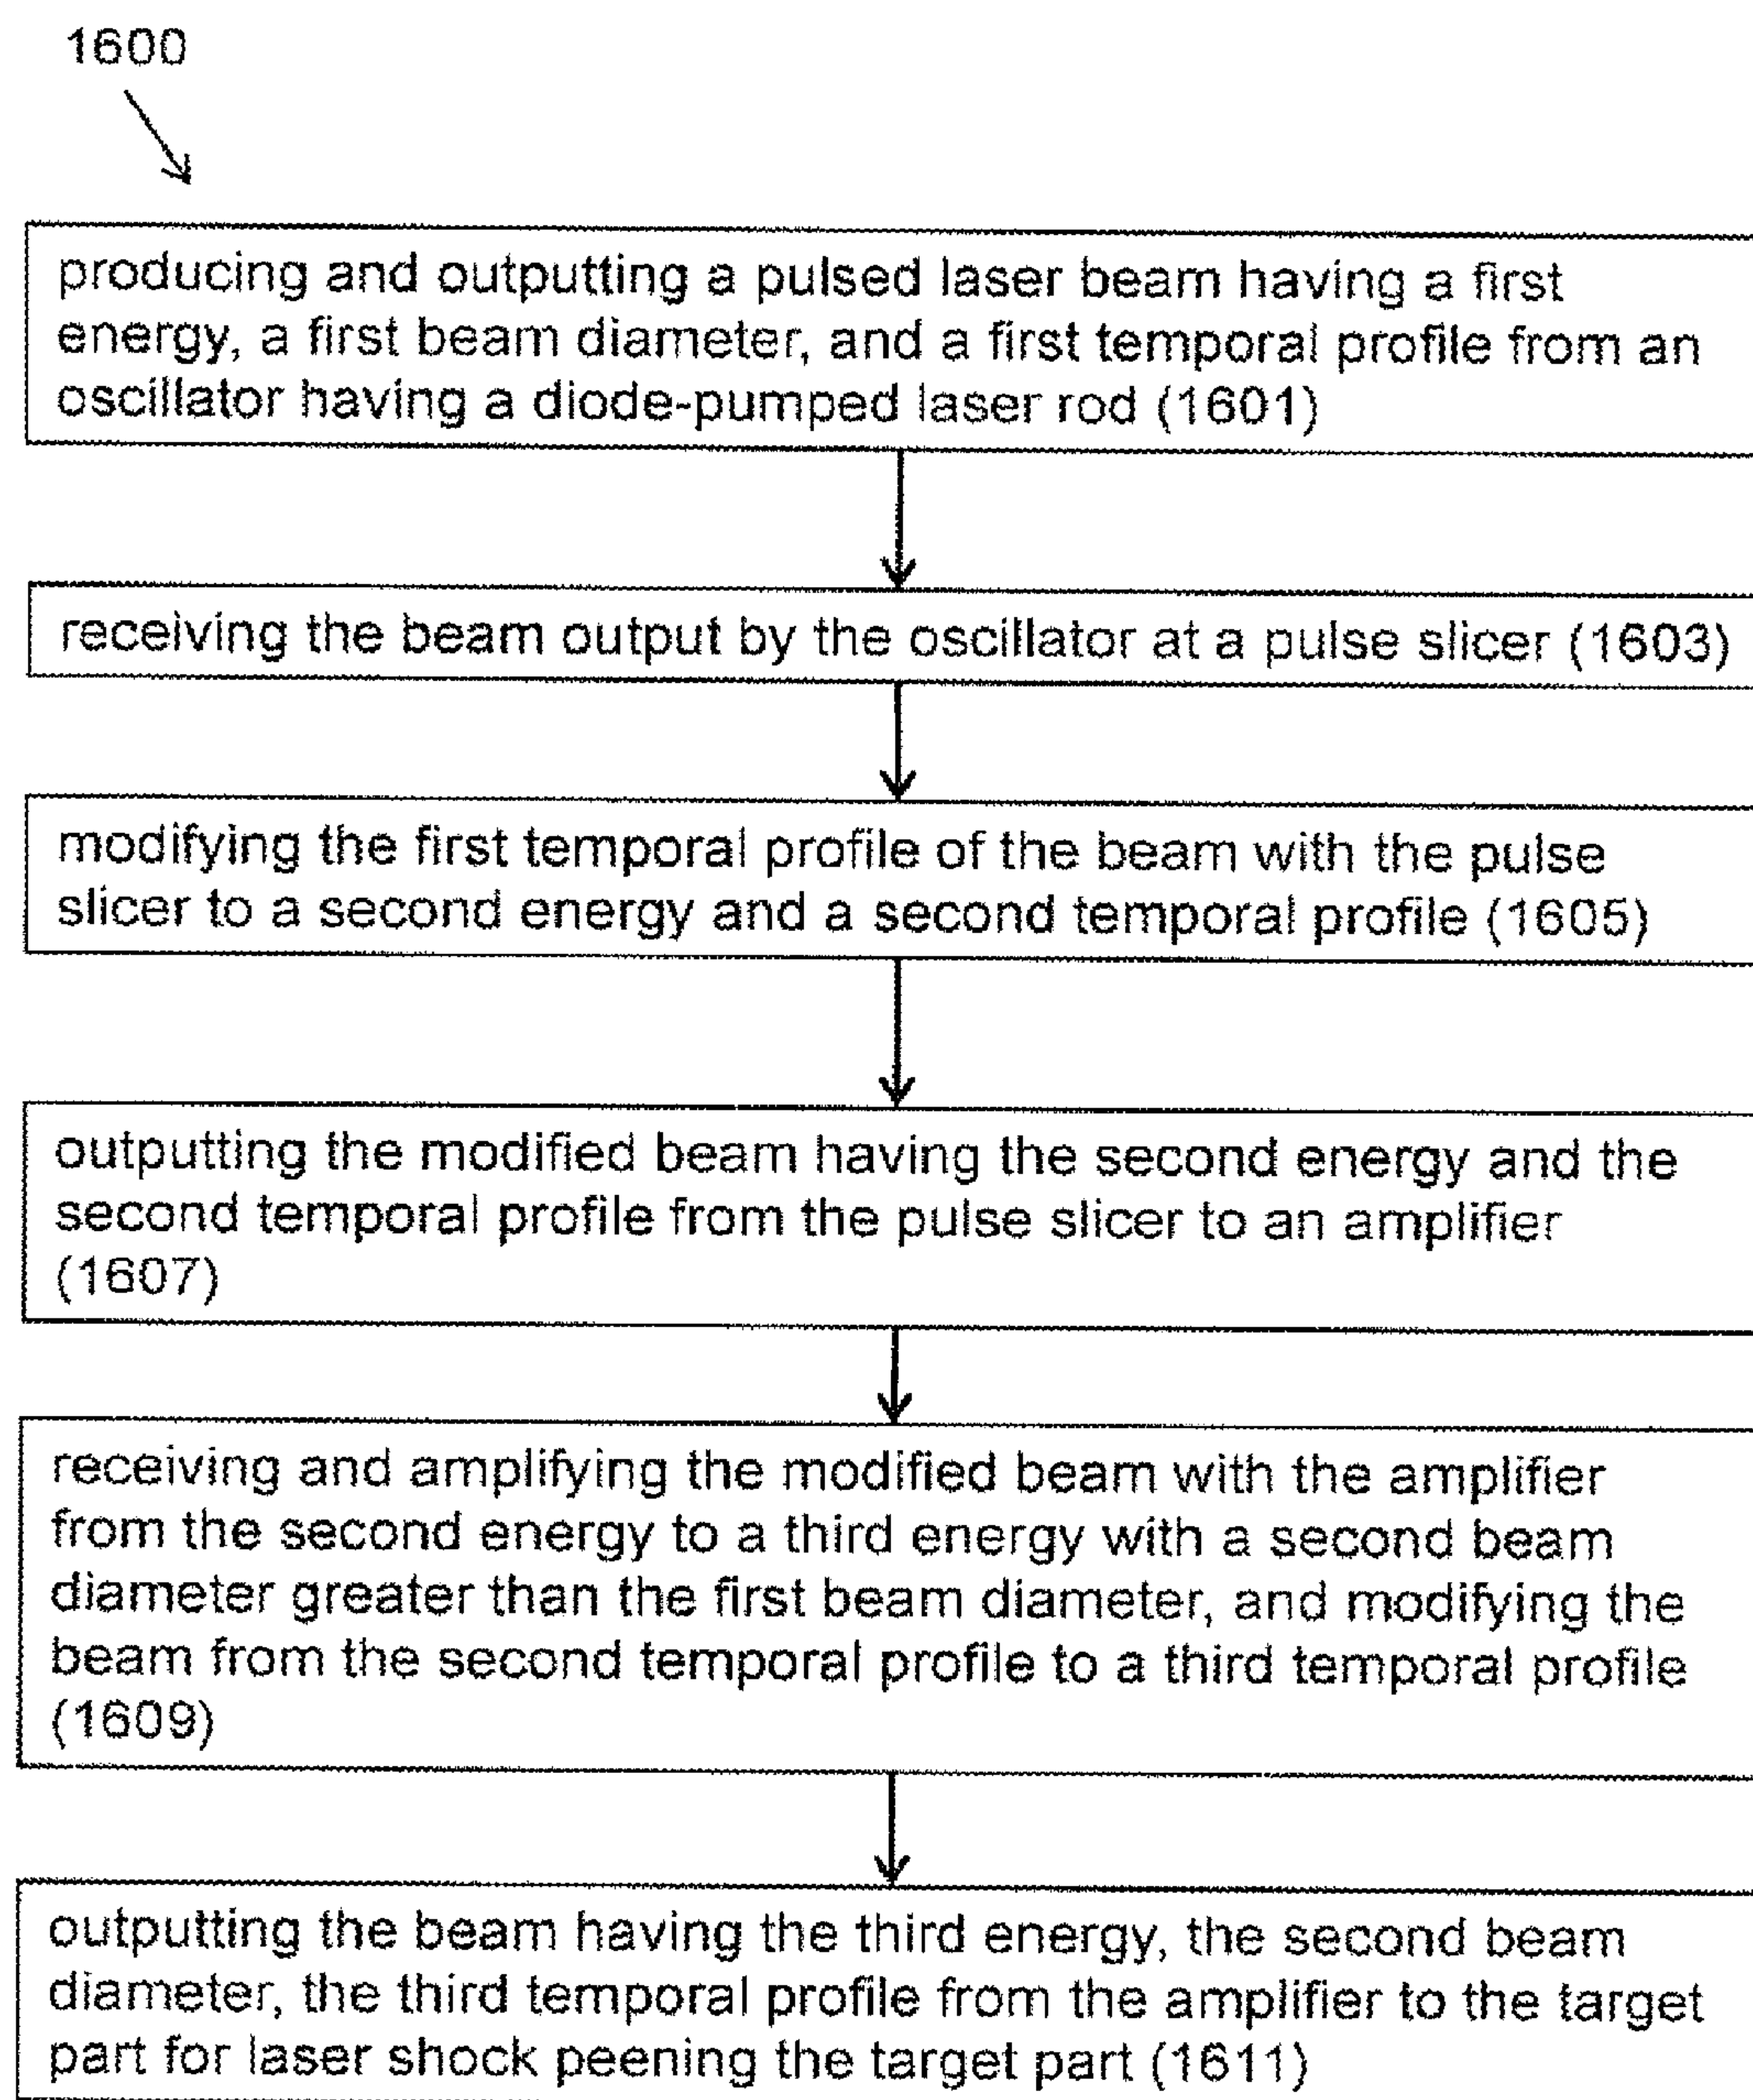 1600
producing and outputting a pulsed laser beam having a first
energy, a first beam diameter, and a first temporal profile from an
oscillator having a diode-pumped laser rod (1601)
receiving the beam output by the oscillator at a pulse slicer (1603)
modifying the first temporal profile of the beam with the pulse
slicer to a second energy and a second temporal profile (1605)
outputting the modified beam having the second energy and the
second temporal profile from the pulse slicer to an amplifier
(1607)
receiving and amplifying the modified beam with the amplifier
from the second energy to a third energy with a second beam
diameter greater than the first beam diameter, and modifying the
beam from the second temporal profile to a third temporal profile
(1609)
outputting the beam having the third energy, the second beam
diameter, the third temporal profile from the amplifier to the target
part for laser shock peening the target part (1611)